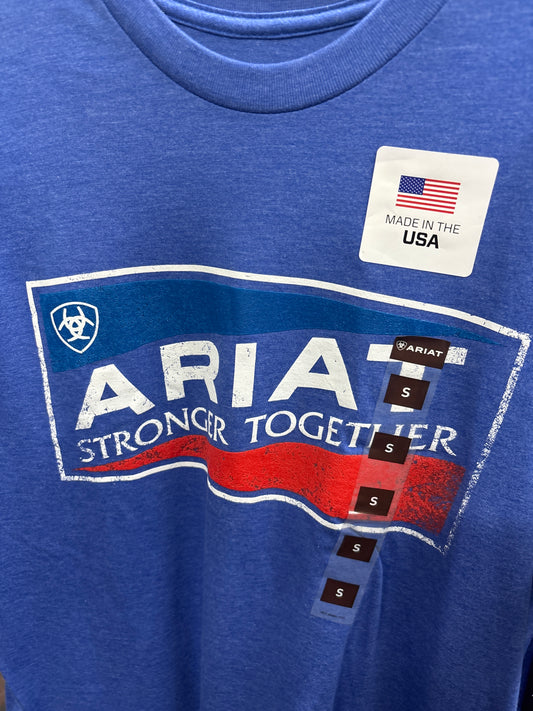 MADE IN THE
USA
ARIAT
STRONGER TOGETHER
ARIAT
S
S
S
S
S